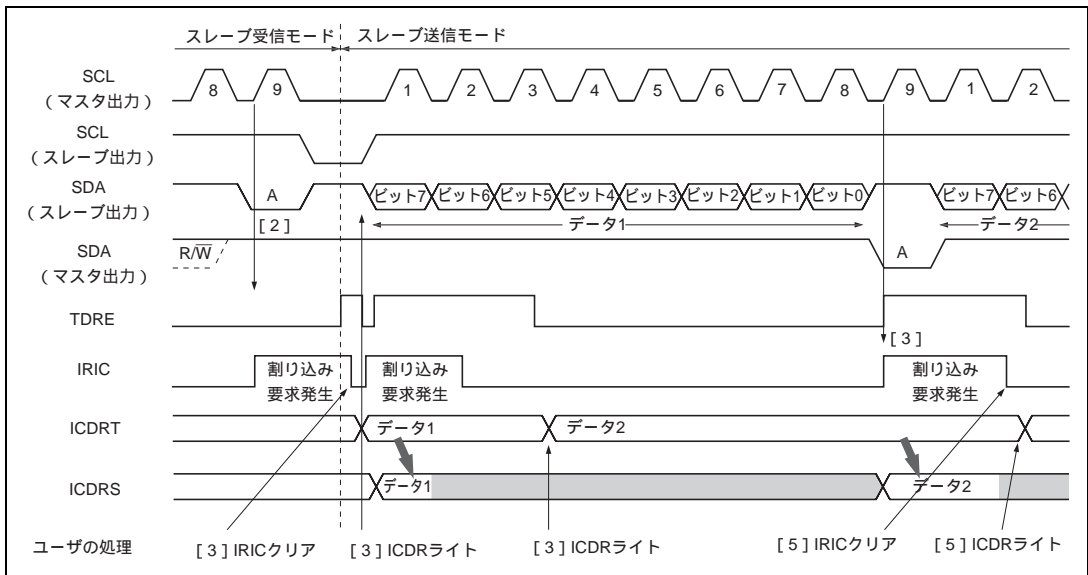 スレーブ受信モード スレーブ送信モード
SCL
(マスタ出力)
8 9 1 2 3 4 5 6 7 8 9 1 2
SCL
(スレーブ出力)
SDA
(スレーブ出力)
A ビット7 ビット6 ビット5 ビット4 ビット3 ビット2 ビット1 ビット0 ビット7 ビット6
[2] データ1 データ2
SDA
(マスタ出力)
R/W A
TDRE
[3]
IRIC
割り込み 割り込み 割り込み
要求発生 要求発生 要求発生
ICDRT
データ1 データ2
ICDRS
データ1 データ2
ユーザの処理 [3] IRICクリア [3] ICDRライト [3] ICDRライト [5] IRICクリア [5] ICDRライト